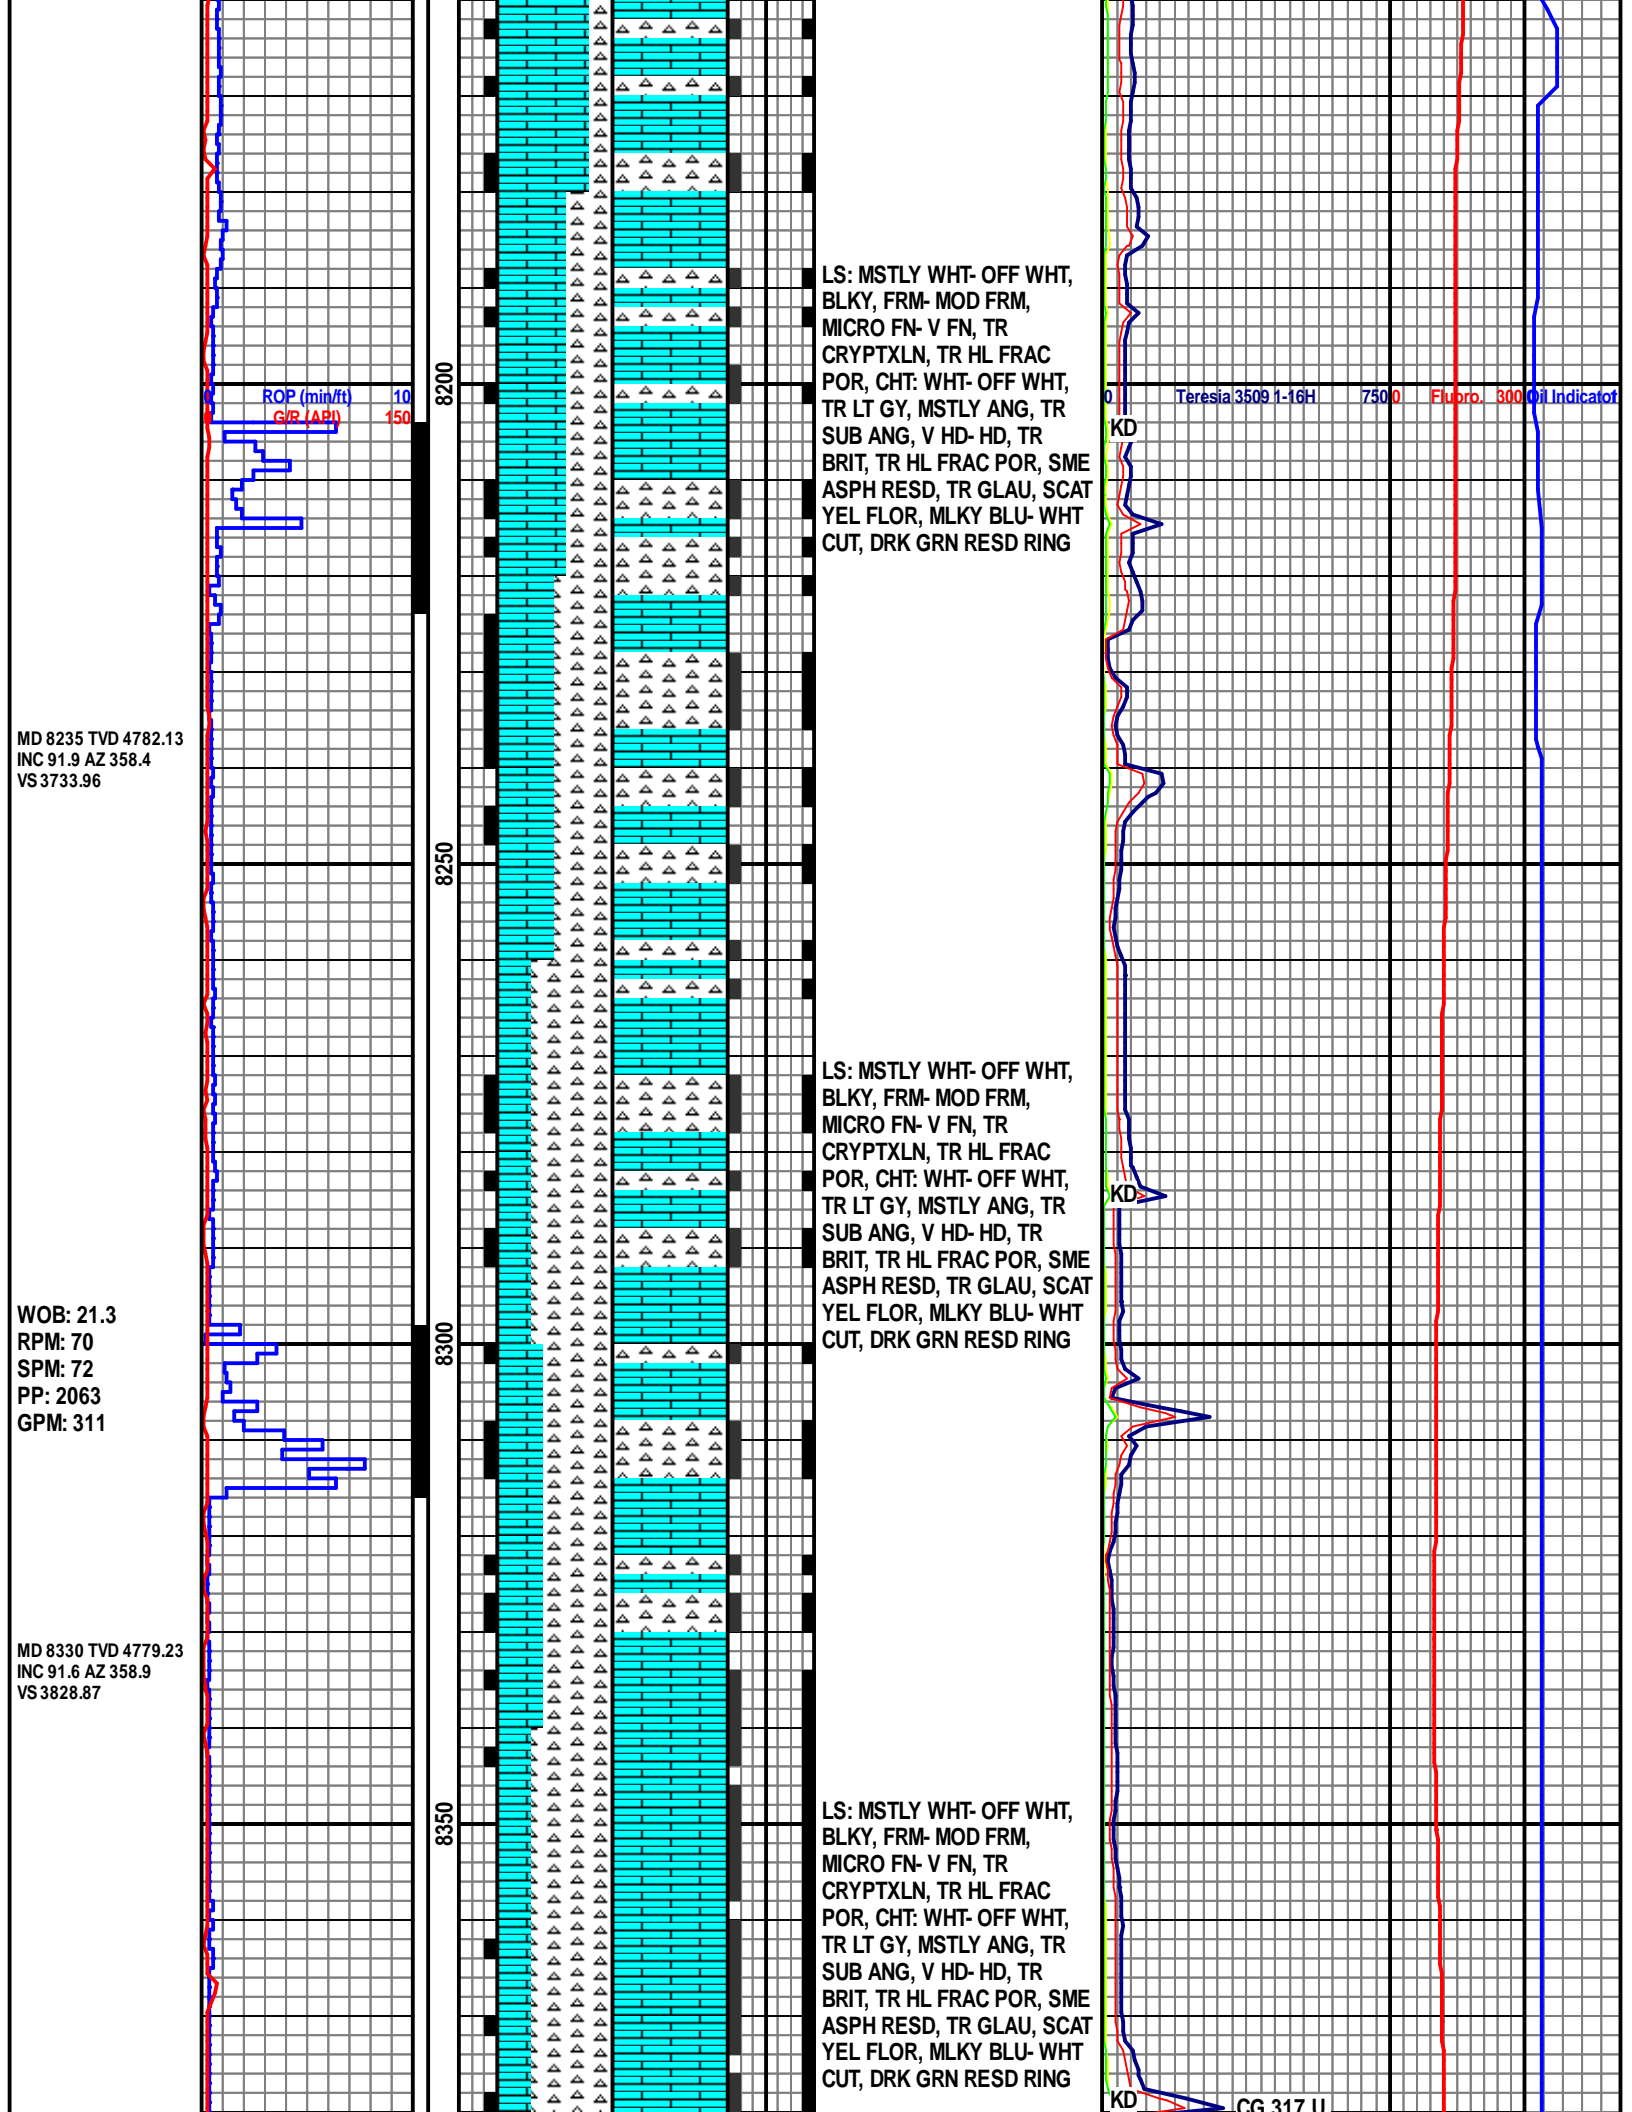 LS: MSTLY WHT- OFF WHT,
BLKY, FRM- MOD FRM,
MICRO FN- V FN, TR
CRYPTXLN, TR HL FRAC
POR, CHT: WHT- OFF WHT,
TR LT GY, MSTLY ANG, TR
SUB ANG, V HD- HD, TR
BRIT, TR HL FRAC POR, SME
ASPH RESD, TR GLAU, SCAT
YEL FLOR, MLKY BLU- WHT
CUT, DRK GRN RESD RING
8200
0 ROP (min/ft) 10
0 G/R (API) 150
0 Teresia 3509 1-16H 750
0 Fluoro. 300
Oil Indicator
KD
MD 8235 TVD 4782.13
INC 91.9 AZ 358.4
VS 3733.96
8250
LS: MSTLY WHT- OFF WHT,
BLKY, FRM- MOD FRM,
MICRO FN- V FN, TR
CRYPTXLN, TR HL FRAC
POR, CHT: WHT- OFF WHT,
TR LT GY, MSTLY ANG, TR
SUB ANG, V HD- HD, TR
BRIT, TR HL FRAC POR, SME
ASPH RESD, TR GLAU, SCAT
YEL FLOR, MLKY BLU- WHT
CUT, DRK GRN RESD RING
KD
WOB: 21.3
RPM: 70
SPM: 72
PP: 2063
GPM: 311
8300
MD 8330 TVD 4779.23
INC 91.6 AZ 358.9
VS 3828.87
8350
LS: MSTLY WHT- OFF WHT,
BLKY, FRM- MOD FRM,
MICRO FN- V FN, TR
CRYPTXLN, TR HL FRAC
POR, CHT: WHT- OFF WHT,
TR LT GY, MSTLY ANG, TR
SUB ANG, V HD- HD, TR
BRIT, TR HL FRAC POR, SME
ASPH RESD, TR GLAU, SCAT
YEL FLOR, MLKY BLU- WHT
CUT, DRK GRN RESD RING
KD
CG 317 U